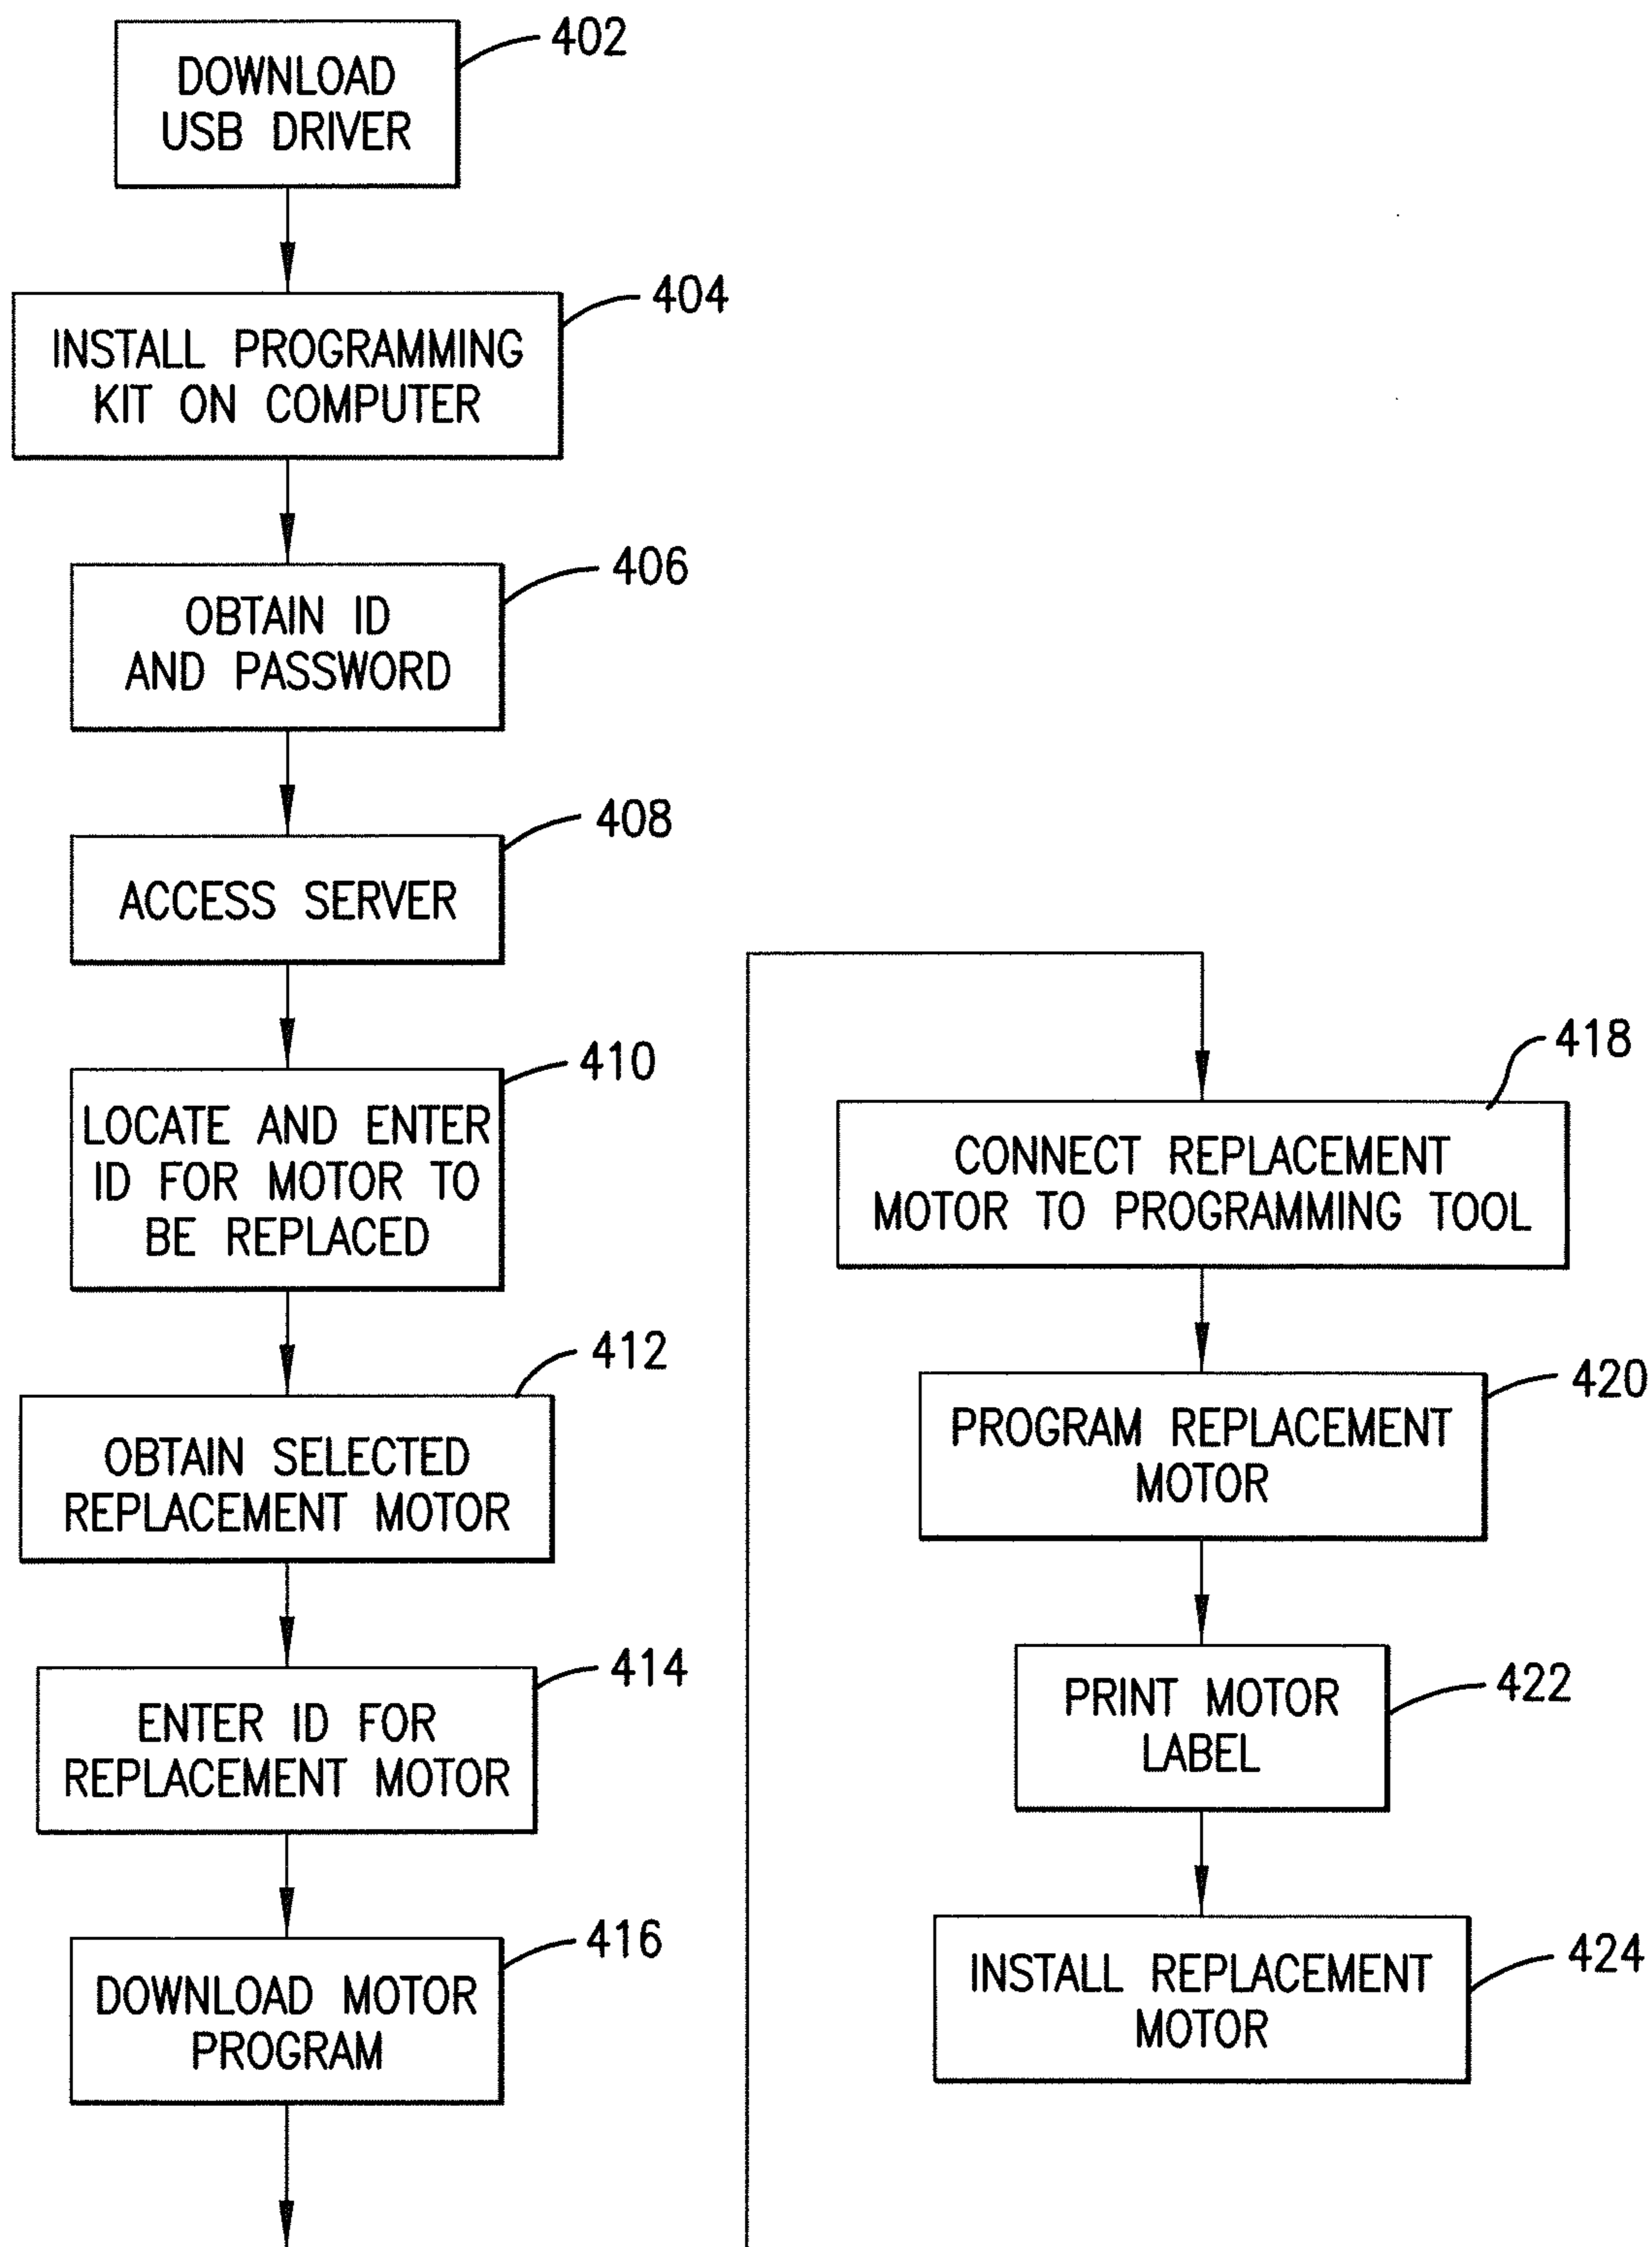 DOWNLOAD
USB DRIVER
402
INSTALL PROGRAMMING
KIT ON COMPUTER
404
OBTAIN ID
AND PASSWORD
406
ACCESS SERVER
408
LOCATE AND ENTER
ID FOR MOTOR TO
BE REPLACED
410
OBTAIN SELECTED
REPLACEMENT MOTOR
412
ENTER ID FOR
REPLACEMENT MOTOR
414
DOWNLOAD MOTOR
PROGRAM
416
CONNECT REPLACEMENT
MOTOR TO PROGRAMMING TOOL
418
PROGRAM REPLACEMENT
MOTOR
420
PRINT MOTOR
LABEL
422
INSTALL REPLACEMENT
MOTOR
424